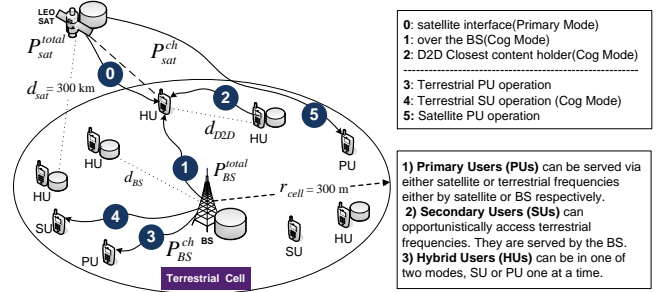 LEO
SAT
P_sat^total
P_sat^ch
d_sat = 300 km
0
HU
2
HU
d_D2D
5
PU
1
HU
HU
d_BS
P_BS^total
r_cell = 300 m
4
SU
3
PU
P_BS^ch
BS
SU
HU
Terrestrial Cell
0: satellite interface(Primary Mode)
1: over the BS(Cog Mode)
2: D2D Closest content holder(Cog Mode)
3: Terrestrial PU operation
4: Terrestrial SU operation (Cog Mode)
5: Satellite PU operation
1) Primary Users (PUs) can be served via
either satellite or terrestrial frequencies
either by satellite or BS respectively.
2) Secondary Users (SUs) can
opportunistically access terrestrial
frequencies. They are served by the BS.
3) Hybrid Users (HUs) can be in one of
two modes, SU or PU one at a time.